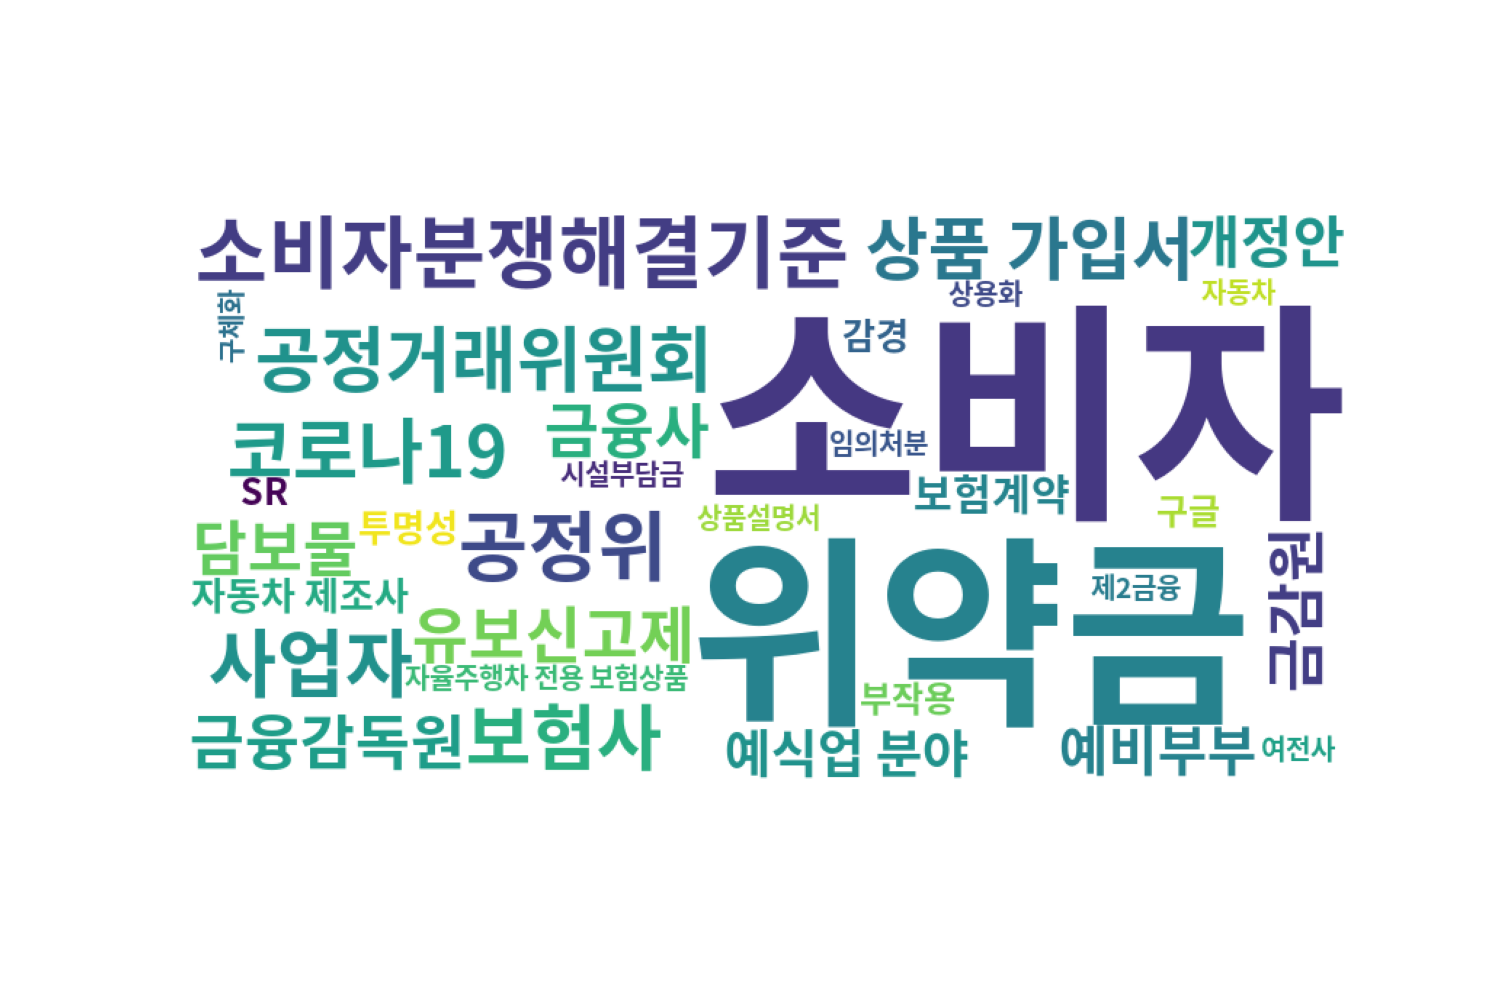 소비자분쟁해결기준
상품 가입서
개정안
구체화
상용화
자동차
공정거래위원회
감경
소비자
코로나19
금융사
임의처분
시설부담금
SR
보험계약
구글
상품설명서
담보물
투명성
공정위
위약금
제2금융
금감원
자동차 제조사
유보신고제
사업자
자율주행차 전용 보험상품
부작용
금융감독원
보험사
예식업 분야
예비부부
여전사